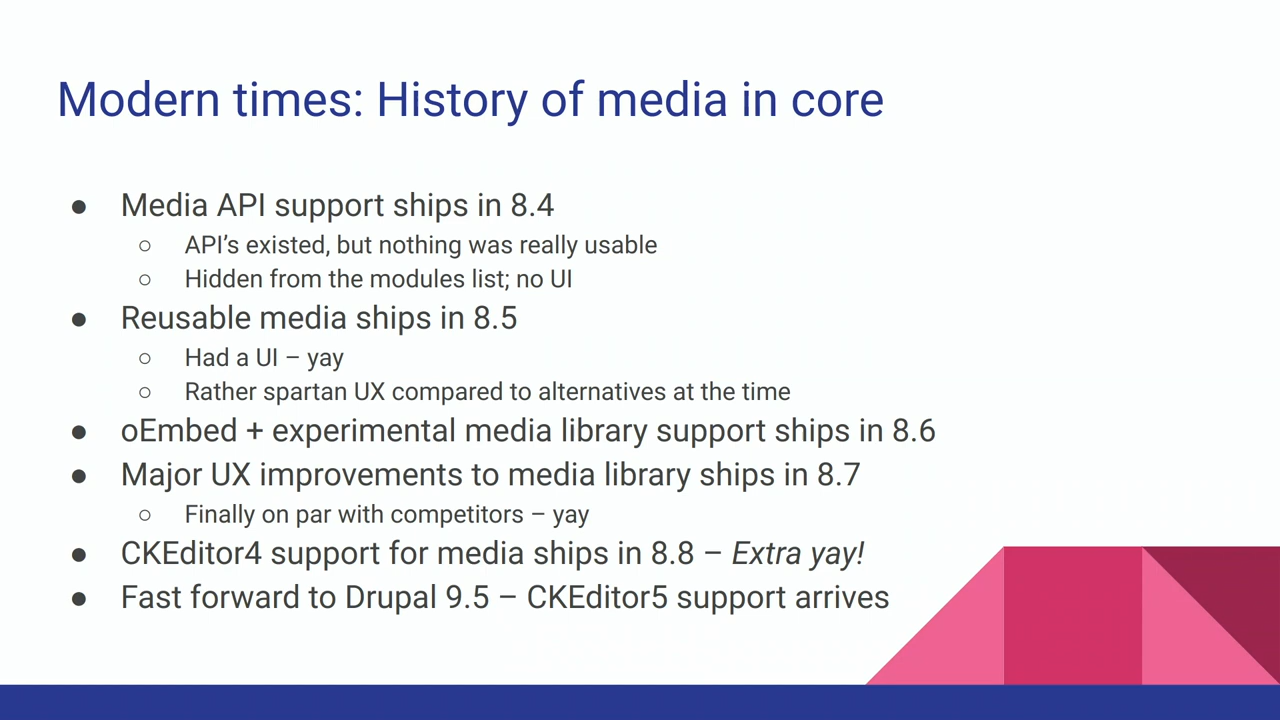 Modern times: History of media in core
● Media API support ships in 8.4
○ API’s existed, but nothing was really usable
○ Hidden from the modules list; no UI
● Reusable media ships in 8.5
○ Had a UI – yay
○ Rather spartan UX compared to alternatives at the time
● oEmbed + experimental media library support ships in 8.6
● Major UX improvements to media library ships in 8.7
○ Finally on par with competitors – yay
● CKEditor4 support for media ships in 8.8 – Extra yay!
● Fast forward to Drupal 9.5 – CKEditor5 support arrives